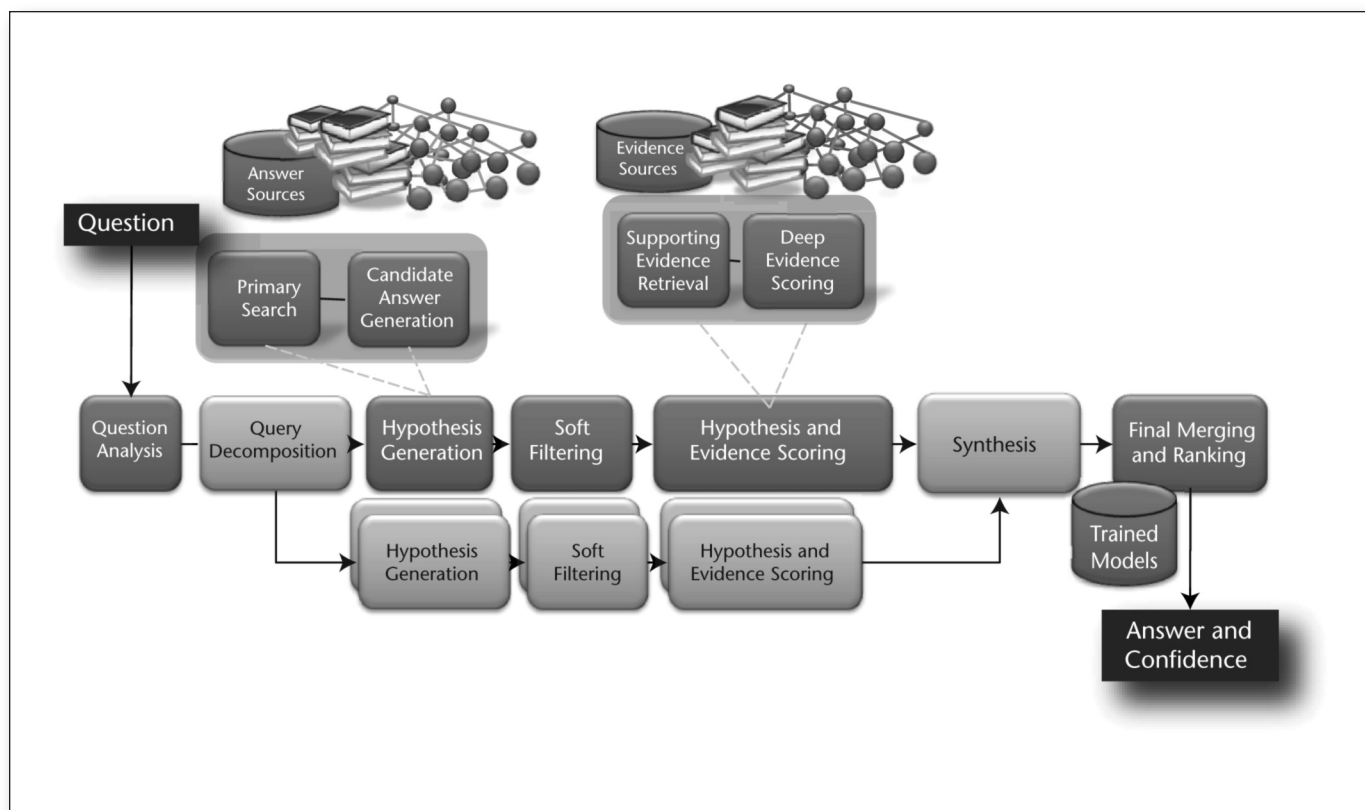 Answer
Sources
Evidence
Sources
Question
Primary
Search
Candidate
Answer
Generation
Supporting
Evidence
Retrieval
Deep
Evidence
Scoring
Question
Analysis
Query
Decomposition
Hypothesis
Generation
Soft
Filtering
Hypothesis and
Evidence Scoring
Synthesis
Final Merging
and Ranking
Trained
Models
Hypothesis
Generation
Soft
Filtering
Hypothesis and
Evidence Scoring
Answer and
Confidence